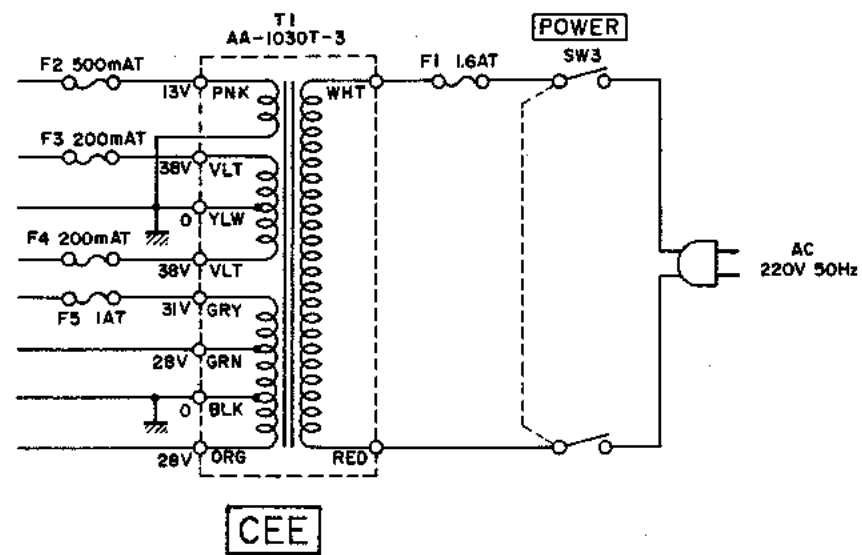 T1
AA-1030T-3
POWER
SW3
F1 1.6AT
F2 500mAT
13V PNK
WHT
F3 200mAT
38V VLT
0 YLW
F4 200mAT
38V VLT
AC
220V 50Hz
31V GRY
F5 1AT
28V GRN
0 BLK
28V ORG
RED
CEE